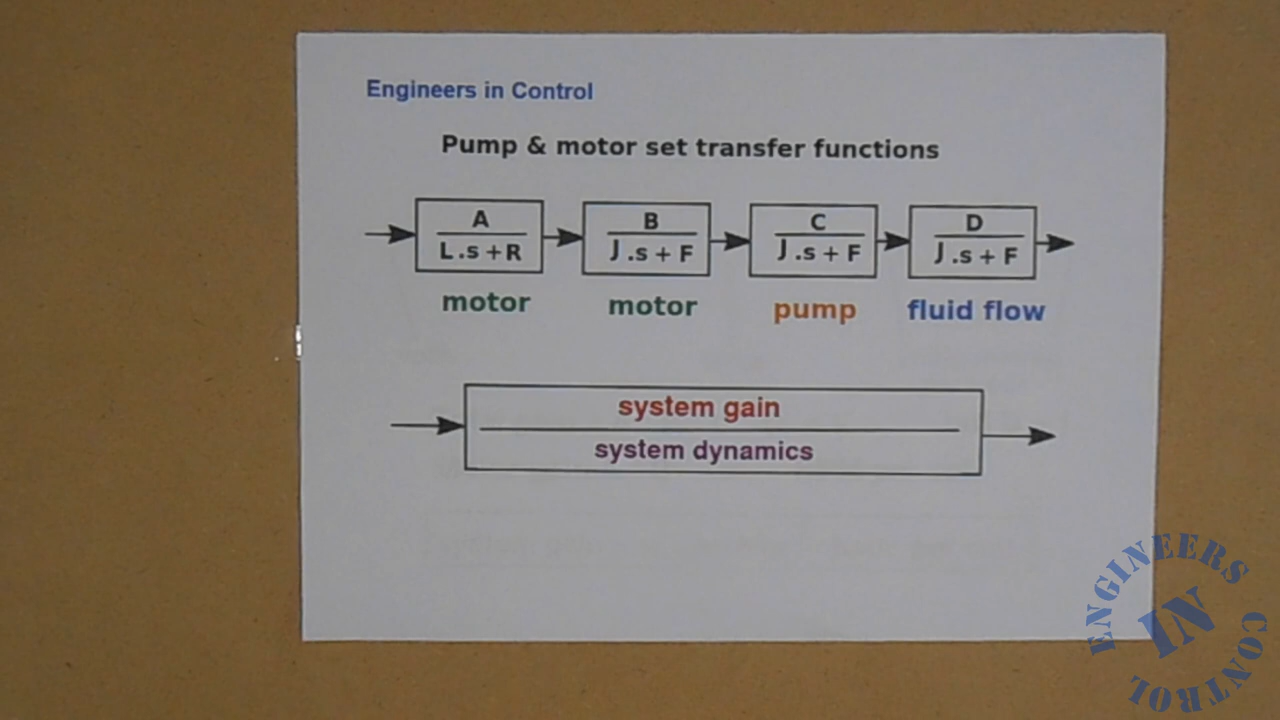 Engineers in Control
Pump & motor set transfer functions
A
L.s+R
B
J.s + F
C
J.s + F
D
J.s + F
motor
motor
pump
fluid flow
system gain
system dynamics
ENGINEERS
IN
CONTROL